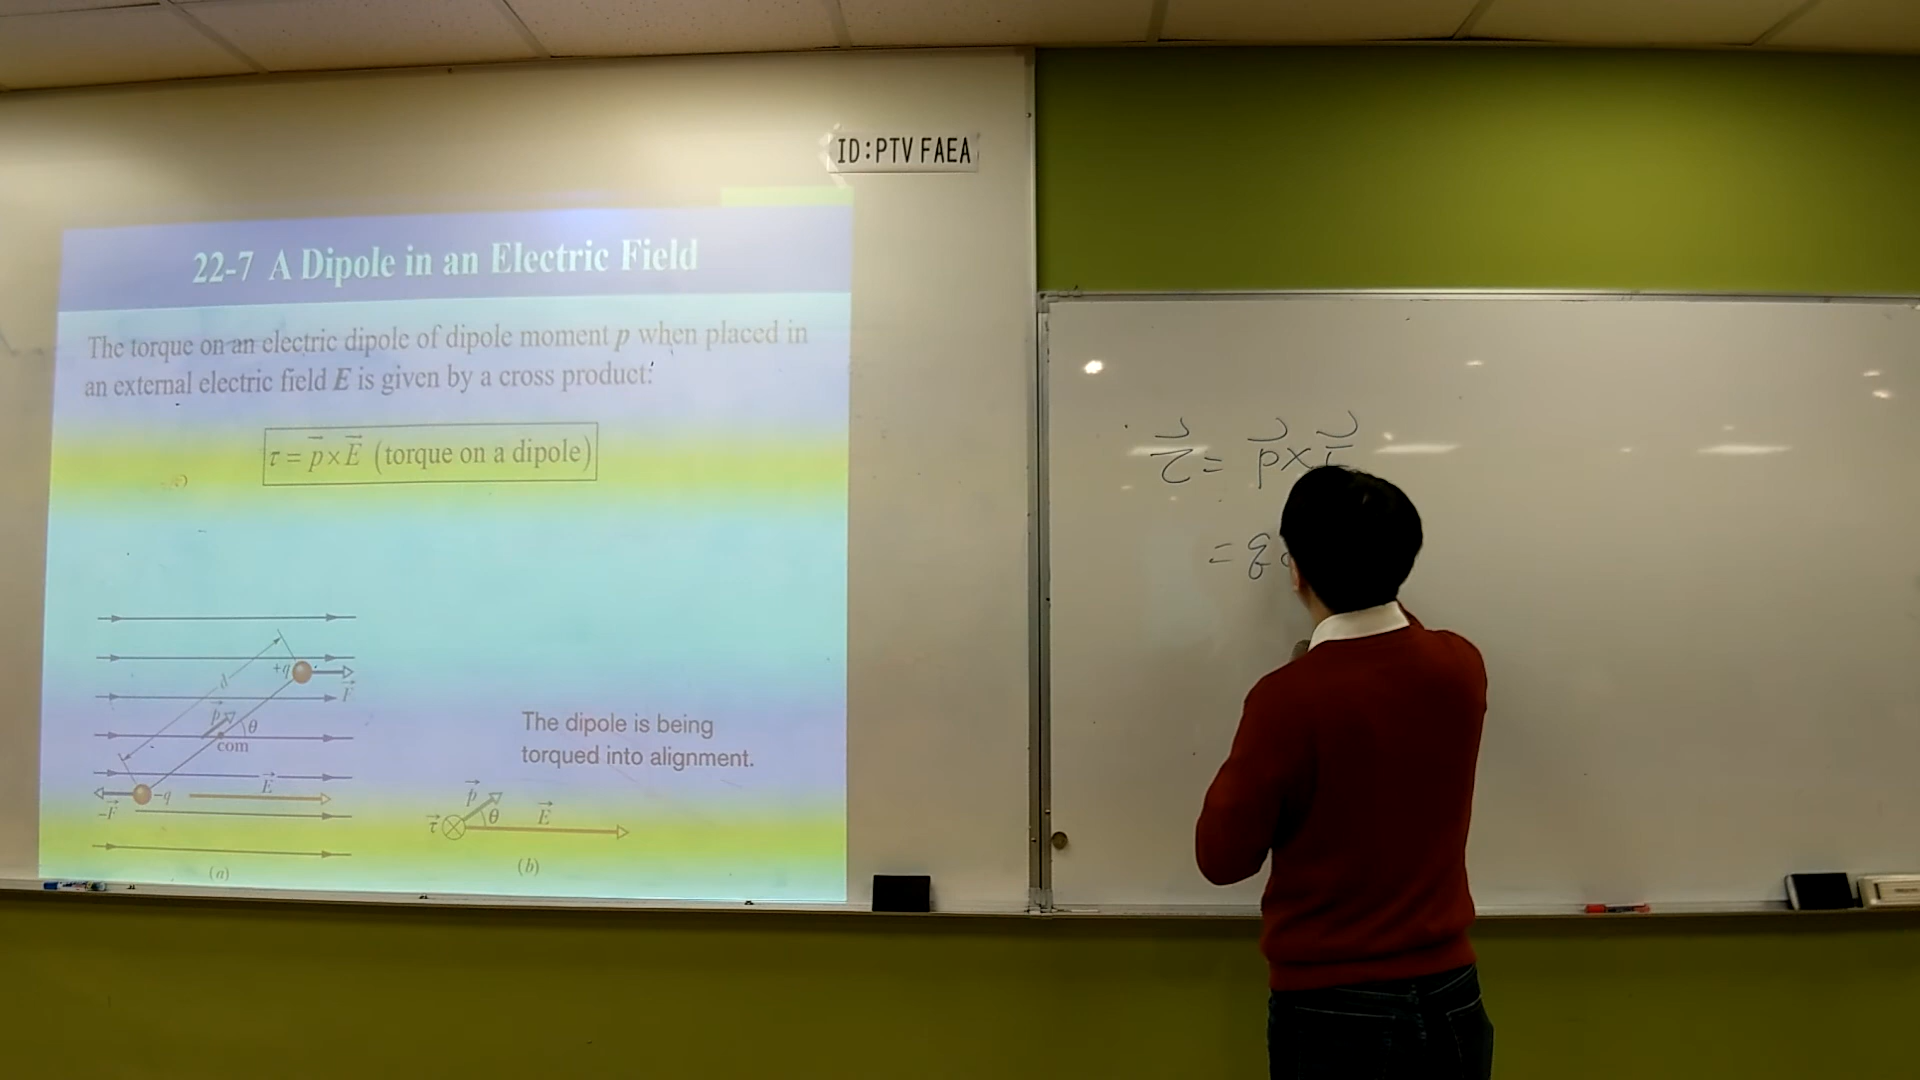 ID:PTV FAEA
22-7 A Dipole in an Electric Field
The torque on an electric dipole of dipole moment p when placed in
an external electric field E is given by a cross product:
τ = p⃗ × E⃗ (torque on a dipole)
+q
d
F⃗
p⃗
θ
com
E⃗
-q
-F⃗
(a)
The dipole is being
torqued into alignment.
p⃗
τ⃗
θ
E⃗
(b)
τ⃗ = p⃗ ×
= q